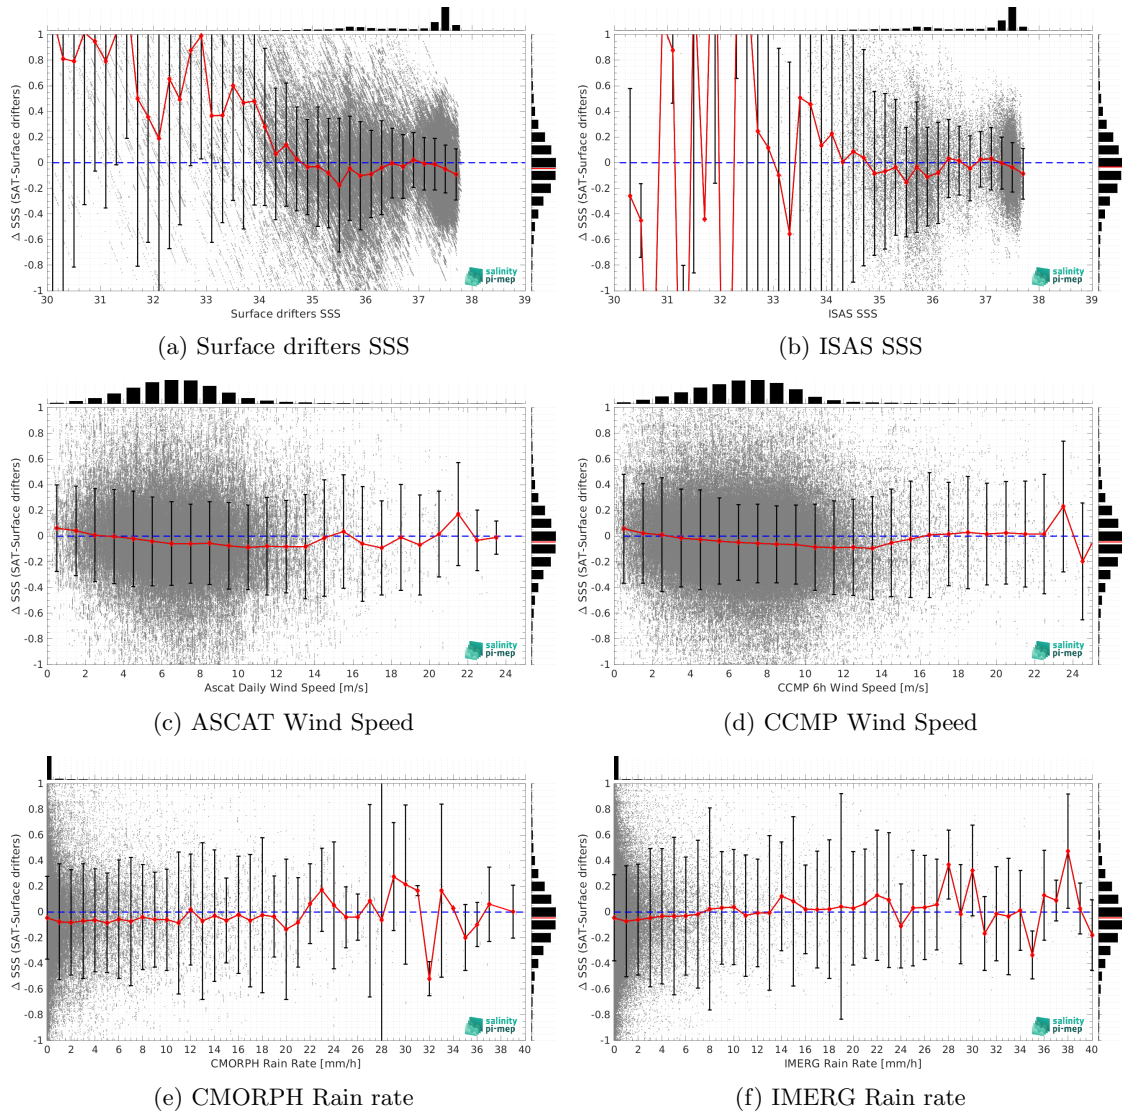 Δ SSS (SAT-Surface drifters)
1
0.8
0.6
0.4
0.2
0
-0.2
-0.4
-0.6
-0.8
-1
30 31 32 33 34 35 36 37 38 39
Surface drifters SSS
salinity
pi-mep
(a) Surface drifters SSS
Δ SSS (SAT-Surface drifters)
1
0.8
0.6
0.4
0.2
0
-0.2
-0.4
-0.6
-0.8
-1
30 31 32 33 34 35 36 37 38 39
ISAS SSS
salinity
pi-mep
(b) ISAS SSS
Δ SSS (SAT-Surface drifters)
1
0.8
0.6
0.4
0.2
0
-0.2
-0.4
-0.6
-0.8
-1
0 2 4 6 8 10 12 14 16 18 20 22 24
Ascat Daily Wind Speed [m/s]
salinity
pi-mep
(c) ASCAT Wind Speed
Δ SSS (SAT-Surface drifters)
1
0.8
0.6
0.4
0.2
0
-0.2
-0.4
-0.6
-0.8
-1
0 2 4 6 8 10 12 14 16 18 20 22 24
CCMP 6h Wind Speed [m/s]
salinity
pi-mep
(d) CCMP Wind Speed
Δ SSS (SAT-Surface drifters)
1
0.8
0.6
0.4
0.2
0
-0.2
-0.4
-0.6
-0.8
-1
0 2 4 6 8 10 12 14 16 18 20 22 24 26 28 30 32 34 36 38 40
CMORPH Rain Rate [mm/h]
salinity
pi-mep
(e) CMORPH Rain rate
Δ SSS (SAT-Surface drifters)
1
0.8
0.6
0.4
0.2
0
-0.2
-0.4
-0.6
-0.8
-1
0 2 4 6 8 10 12 14 16 18 20 22 24 26 28 30 32 34 36 38 40
IMERG Rain Rate [mm/h]
salinity
pi-mep
(f) IMERG Rain rate